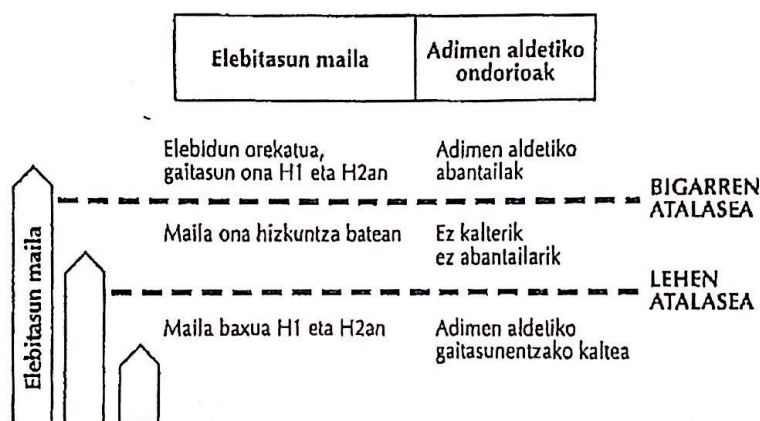 Elebitasun maila
Adimen aldetiko
ondorioak
Elebidun orekatua,
gaitasun ona H1 eta H2an
Adimen aldetiko
abantailak
BIGARREN
ATALASEA
Maila ona hizkuntza batean
Ez kalterik
ez abantailarik
LEHEN
ATALASEA
Maila baxua H1 eta H2an
Adimen aldetiko
gaitasunentzako kaltea
Elebitasun maila